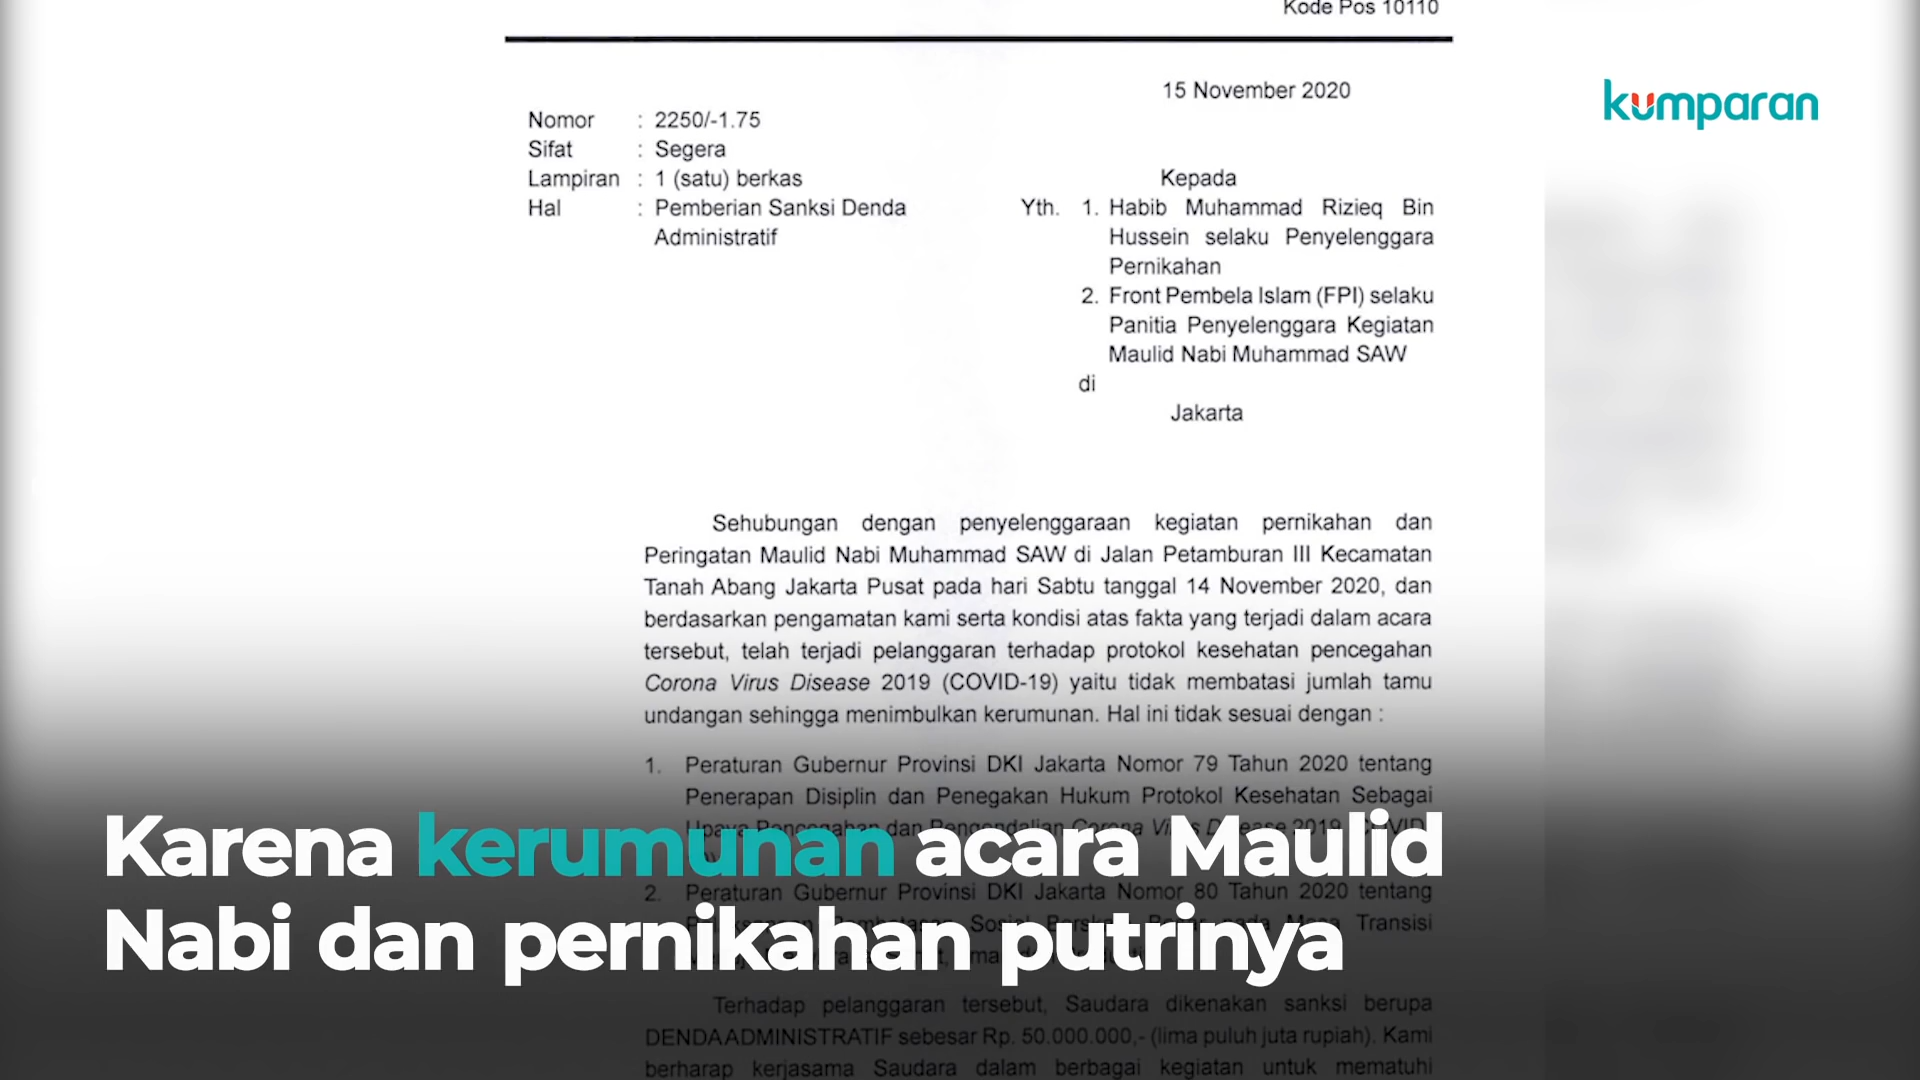 Kode Pos 10110
kumparan
15 November 2020
Nomor : 2250/-1.75
Sifat : Segera
Lampiran : 1 (satu) berkas
Hal : Pemberian Sanksi Denda
Administratif
Kepada
Yth. 1. Habib Muhammad Rizieq Bin
Hussein selaku Penyelenggara
Pernikahan
2. Front Pembela Islam (FPI) selaku
Panitia Penyelenggara Kegiatan
Maulid Nabi Muhammad SAW
di
Jakarta
Sehubungan dengan penyelenggaraan kegiatan pernikahan dan
Peringatan Maulid Nabi Muhammad SAW di Jalan Petamburan III Kecamatan
Tanah Abang Jakarta Pusat pada hari Sabtu tanggal 14 November 2020, dan
berdasarkan pengamatan kami serta kondisi atas fakta yang terjadi dalam acara
tersebut, telah terjadi pelanggaran terhadap protokol kesehatan pencegahan
Corona Virus Disease 2019 (COVID-19) yaitu tidak membatasi jumlah tamu
undangan sehingga menimbulkan kerumunan. Hal ini tidak sesuai dengan :
1. Peraturan Gubernur Provinsi DKI Jakarta Nomor 79 Tahun 2020 tentang
Penerapan Disiplin dan Penegakan Hukum Protokol Kesehatan Sebagai
Upaya Pencegahan dan Pengendalian Corona 2019
Karena kerumunan acara Maulid
2. Peraturan Gubernur Provinsi DKI Jakarta Nomor 80 Tahun 2020 tentang
Transisi
Nabi dan pernikahan putrinya
Terhadap pelanggaran tersebut, Saudara dikenakan sanksi berupa
DENDA ADMINISTRATIF sebesar Rp. 50.000.000,- (lima puluh juta rupiah). Kami
berharap kerjasama Saudara dalam berbagai kegiatan untuk mematuhi